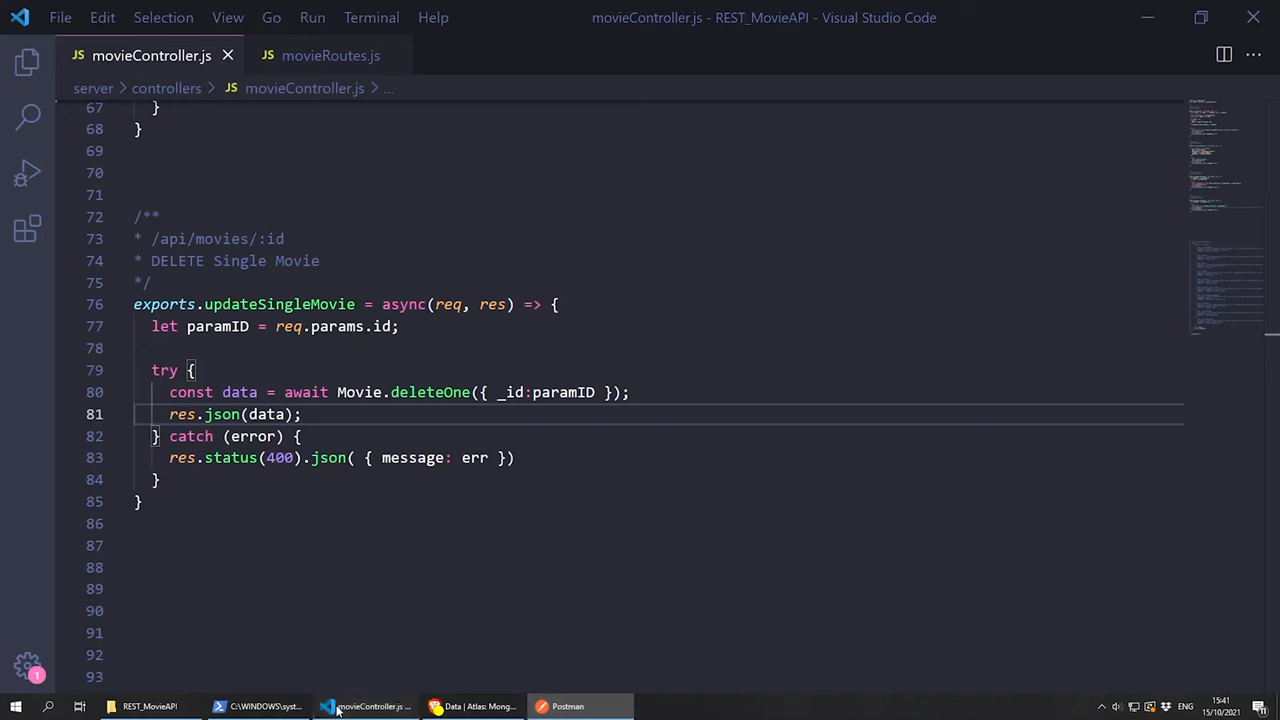 File Edit Selection View Go Run Terminal Help movieController.js - REST_MovieAPI - Visual Studio Code
JS movieController.js JS movieRoutes.js
server > controllers > JS movieController.js > ...
67 }
68 }
69
70
71
72 /**
73 * /api/movies/:id
74 * DELETE Single Movie
75 */
76 exports.updateSingleMovie = async(req, res) => {
77 let paramID = req.params.id;
78
79 try {
80 const data = await Movie.deleteOne({ _id:paramID });
81 res.json(data);
82 } catch (error) {
83 res.status(400).json( { message: err })
84 }
85 }
86
87
88
89
90
91
92
93
1
REST_MovieAPI C:\WINDOWS\syst... movieController.js ... Data | Atlas: Mong... Postman ENG 15:41
15/10/2021